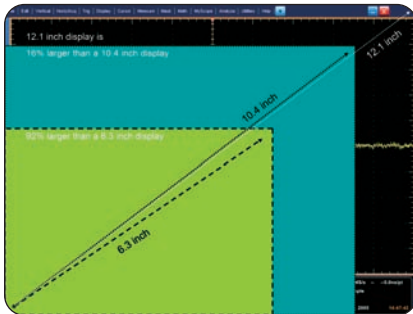 Edit Vertical Horiz/Acq Trig Display Cursor Measure Mask Math MyScope Analyze Utilities Help
12.1 inch display is
16% larger than a 10.4 inch display
12.1 inch
10.4 inch
92% larger than a 6.3 inch display
6.3 inch